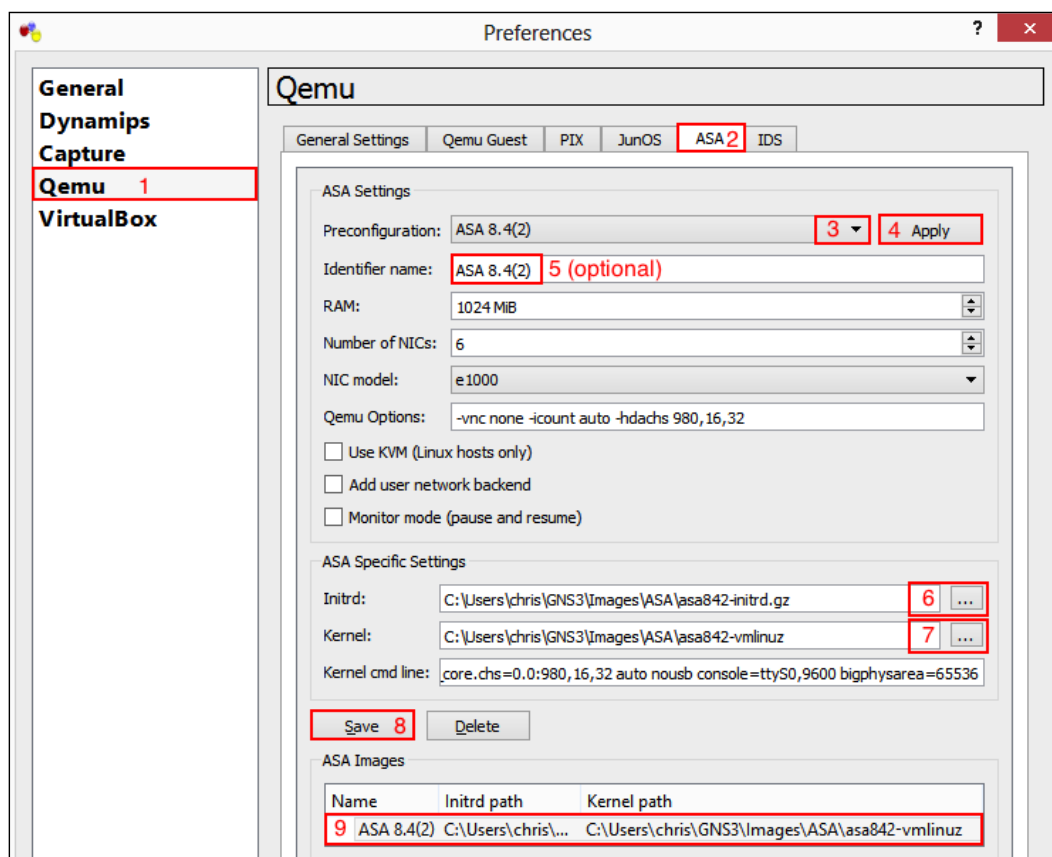 Preferences
?
×
General
Dynamips
Capture
Qemu 1
VirtualBox
Qemu
General Settings
Qemu Guest
PIX
JunOS
ASA 2
IDS
ASA Settings
Preconfiguration: ASA 8.4(2) 3 4 Apply
Identifier name: ASA 8.4(2) 5 (optional)
RAM: 1024 MiB
Number of NICs: 6
NIC model: e1000
Qemu Options: -vnc none -icount auto -hdachs 980,16,32
Use KVM (Linux hosts only)
Add user network backend
Monitor mode (pause and resume)
ASA Specific Settings
Initrd: C:\Users\chris\GNS3\Images\ASA\asa842-initrd.gz 6 ...
Kernel: C:\Users\chris\GNS3\Images\ASA\asa842-vmlinuz 7 ...
Kernel cmd line: _core.chs=0.0:980,16,32 auto nousb console=ttyS0,9600 bigphysarea=65536
Save 8 Delete
ASA Images
Name Initrd path Kernel path
9 ASA 8.4(2) C:\Users\chris\... C:\Users\chris\GNS3\Images\ASA\asa842-vmlinuz